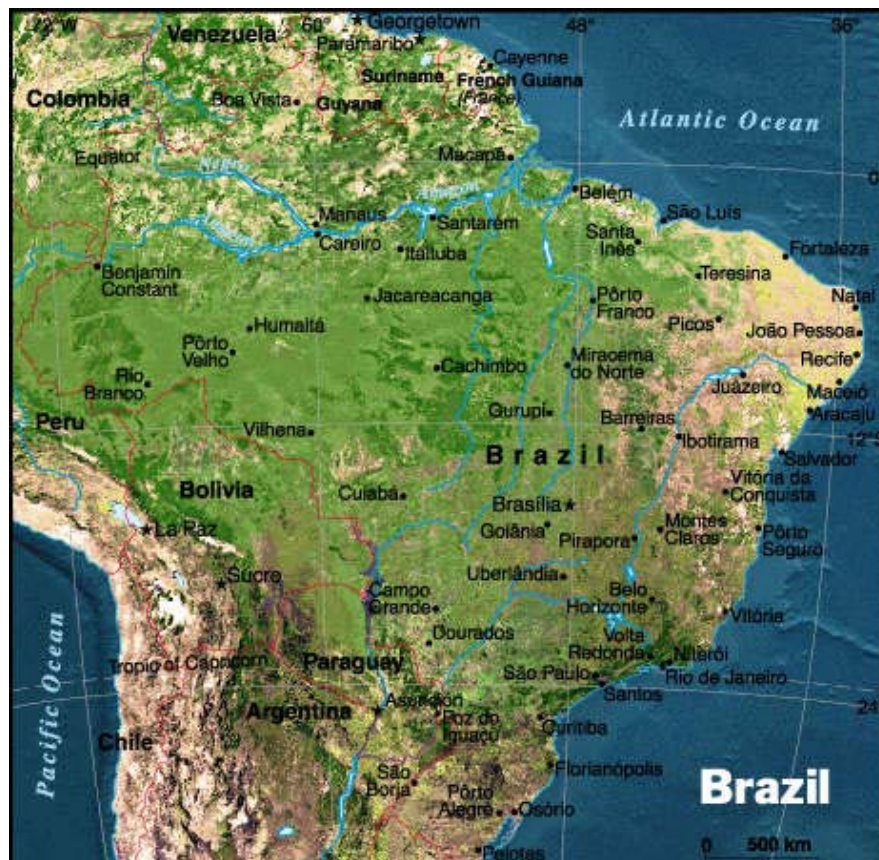 72° W
60°
48°
36°
Georgetown
Venezuela
Paramaribo
Cayenne
Suriname
French Guiana
(France)
Colombia
Boa Vista
Guyana
Atlantic Ocean
Equator
Negro
Macapá
0
Amazon
Belém
Manaus
Santarém
São Luís
Careiro
Itaituba
Santa
Inês
Fortaleza
Benjamin
Constant
Teresina
Jacareacanga
Pôrto
Franco
Natal
Humaitá
Picos
João Pessoa
Pôrto
Velho
Miracema
do Norte
Recife
Cachimbo
Rio
Branco
Juázeiro
Maceió
Aracaju
Peru
Gurupi
Barreiras
Vilhena
Ibotirama
12°S
Brazil
Salvador
Bolivia
Cuiabá
Vitória da
Conquista
Brasília
La Paz
Goiânia
Pirapora
Montes
Claros
Pôrto
Seguro
Sucre
Uberlândia
Campo
Grande
Belo
Horizonte
Vitória
Dourados
Volta
Redonda
Niterói
Tropic of Capricorn
Paraguay
São Paulo
Rio de Janeiro
Santos
Pacific Ocean
Argentina
Asunción
Foz do
Iguaçu
24°
Curitiba
Chile
São
Borja
Florianópolis
Brazil
Pôrto
Alegre
Osório
Pelotas
0 500 km